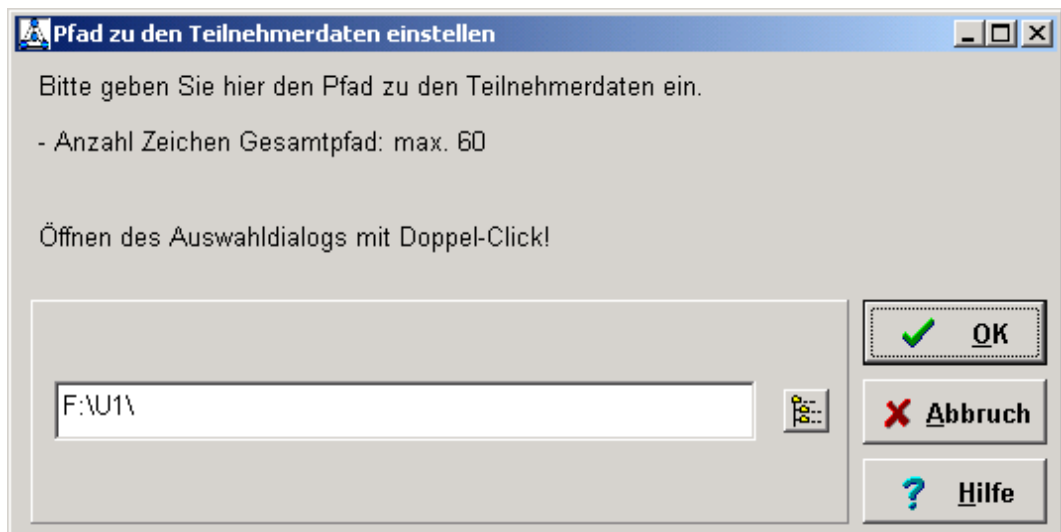 Pfad zu den Teilnehmerdaten einstellen
Bitte geben Sie hier den Pfad zu den Teilnehmerdaten ein.
- Anzahl Zeichen Gesamtpfad: max. 60
Öffnen des Auswahldialogs mit Doppel-Click!
F:\U1\
OK
Abbruch
Hilfe